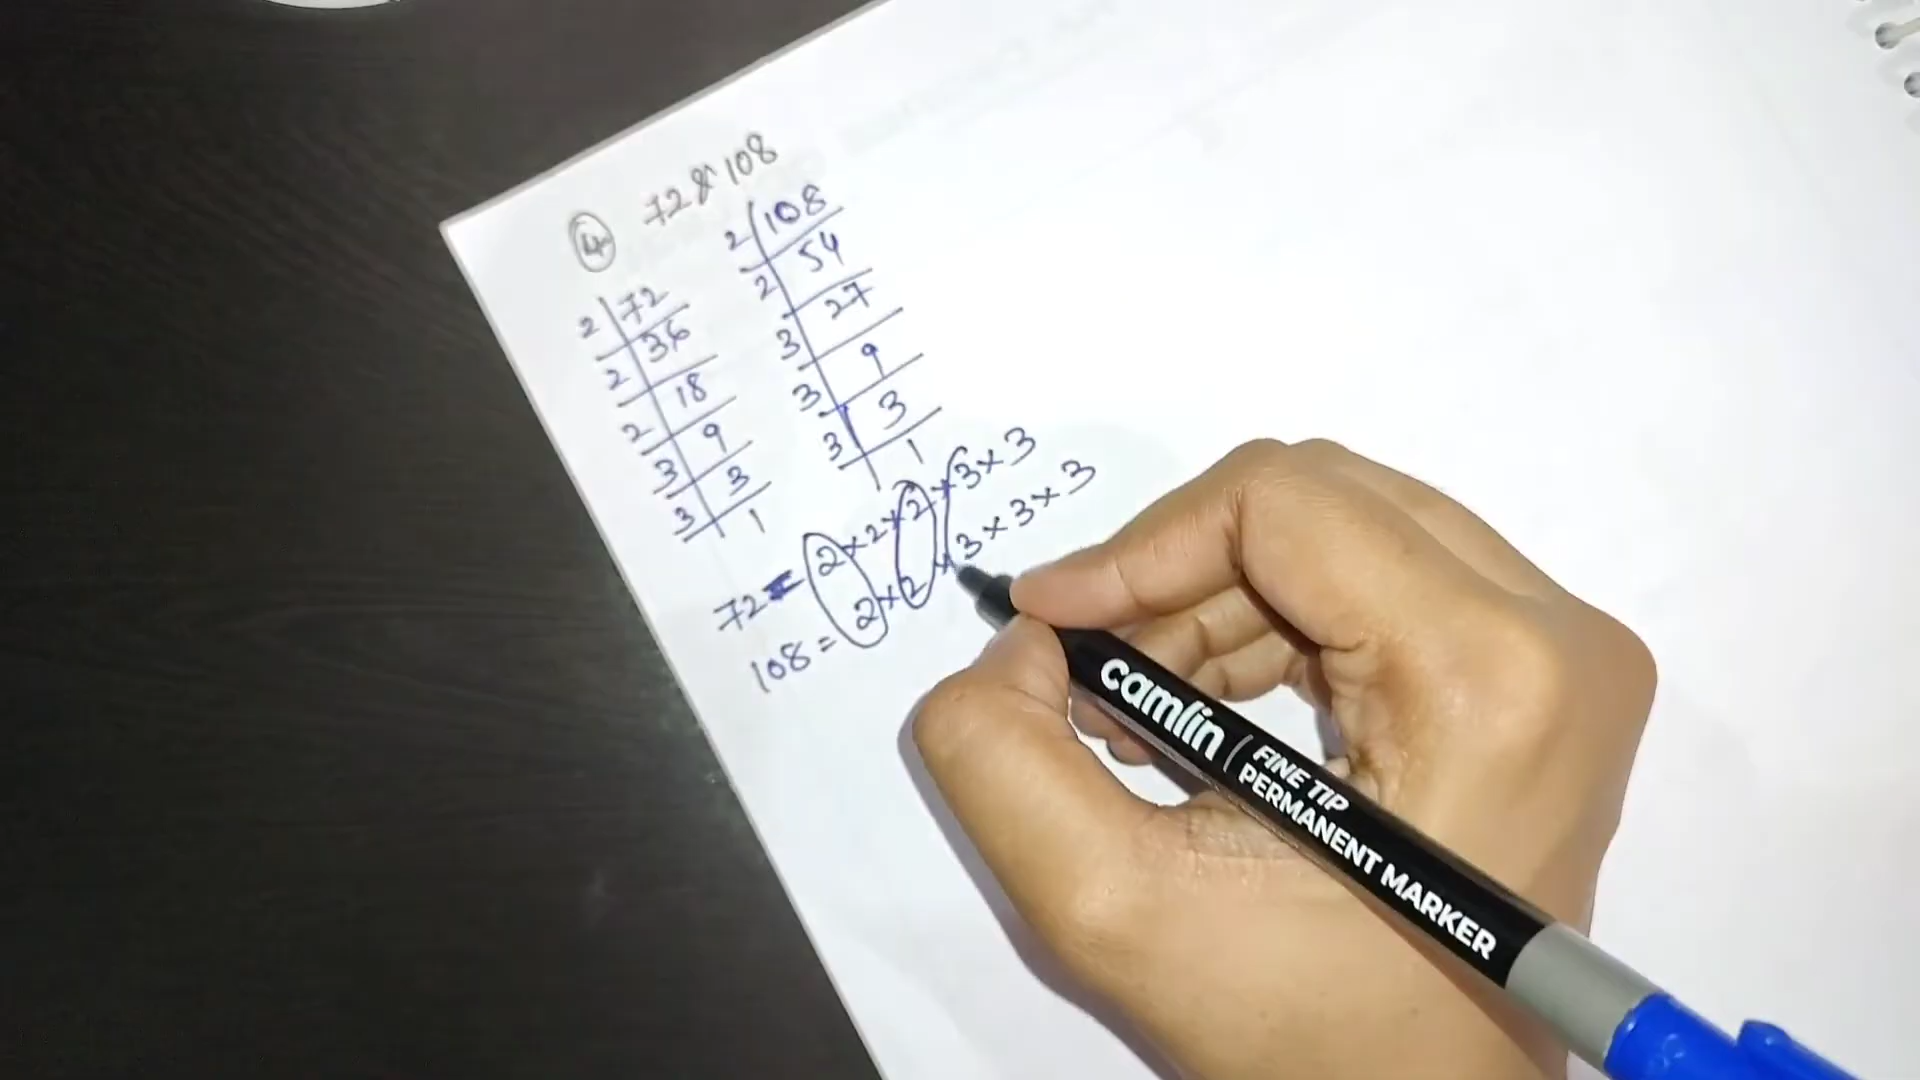 ④ 72 & 108
2 | 72
2 | 36
2 | 18
3 | 9
3 | 3
1
2 | 108
2 | 54
3 | 27
3 | 9
3 | 3
1
72 = 2 × 2 × 2 × 3 × 3
108 = 2 × 2 × 3 × 3 × 3
camlin
FINE TIP
PERMANENT MARKER